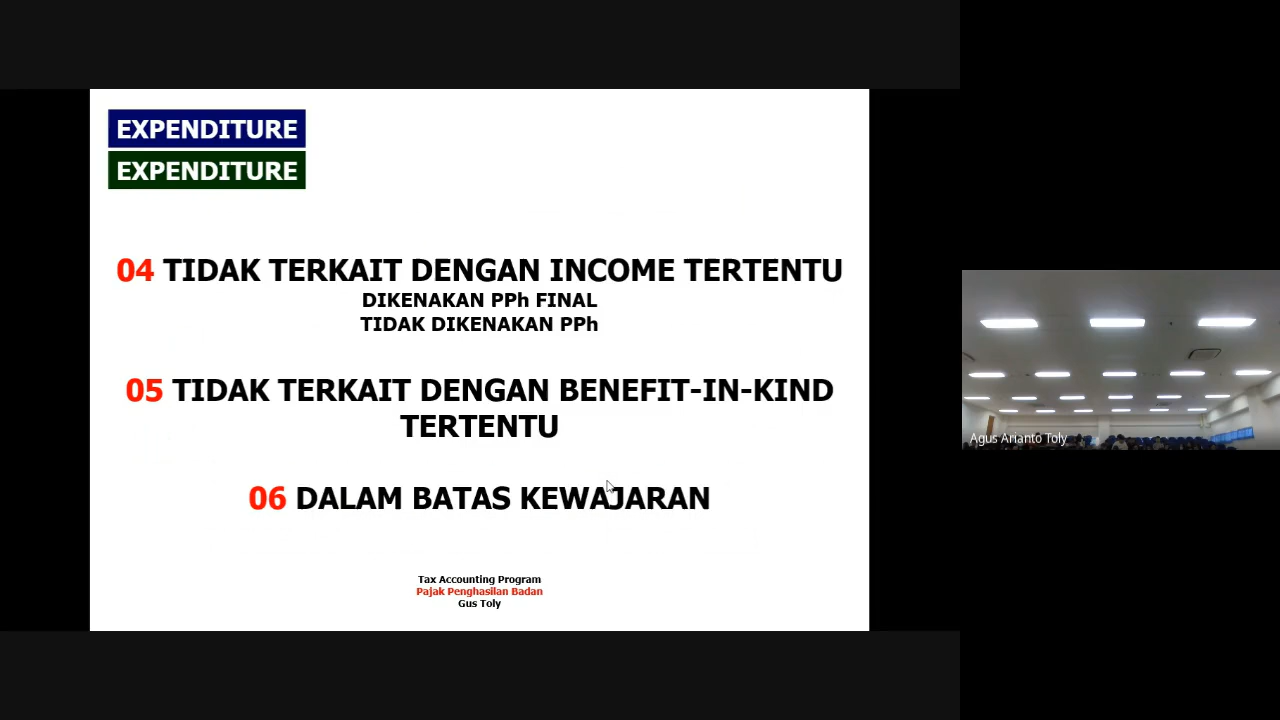 EXPENDITURE
EXPENDITURE
04 TIDAK TERKAIT DENGAN INCOME TERTENTU
DIKENAKAN PPh FINAL
TIDAK DIKENAKAN PPh
05 TIDAK TERKAIT DENGAN BENEFIT-IN-KIND
TERTENTU
06 DALAM BATAS KEWAJARAN
Tax Accounting Program
Pajak Penghasilan Badan
Gus Toly
Agus Arianto Toly